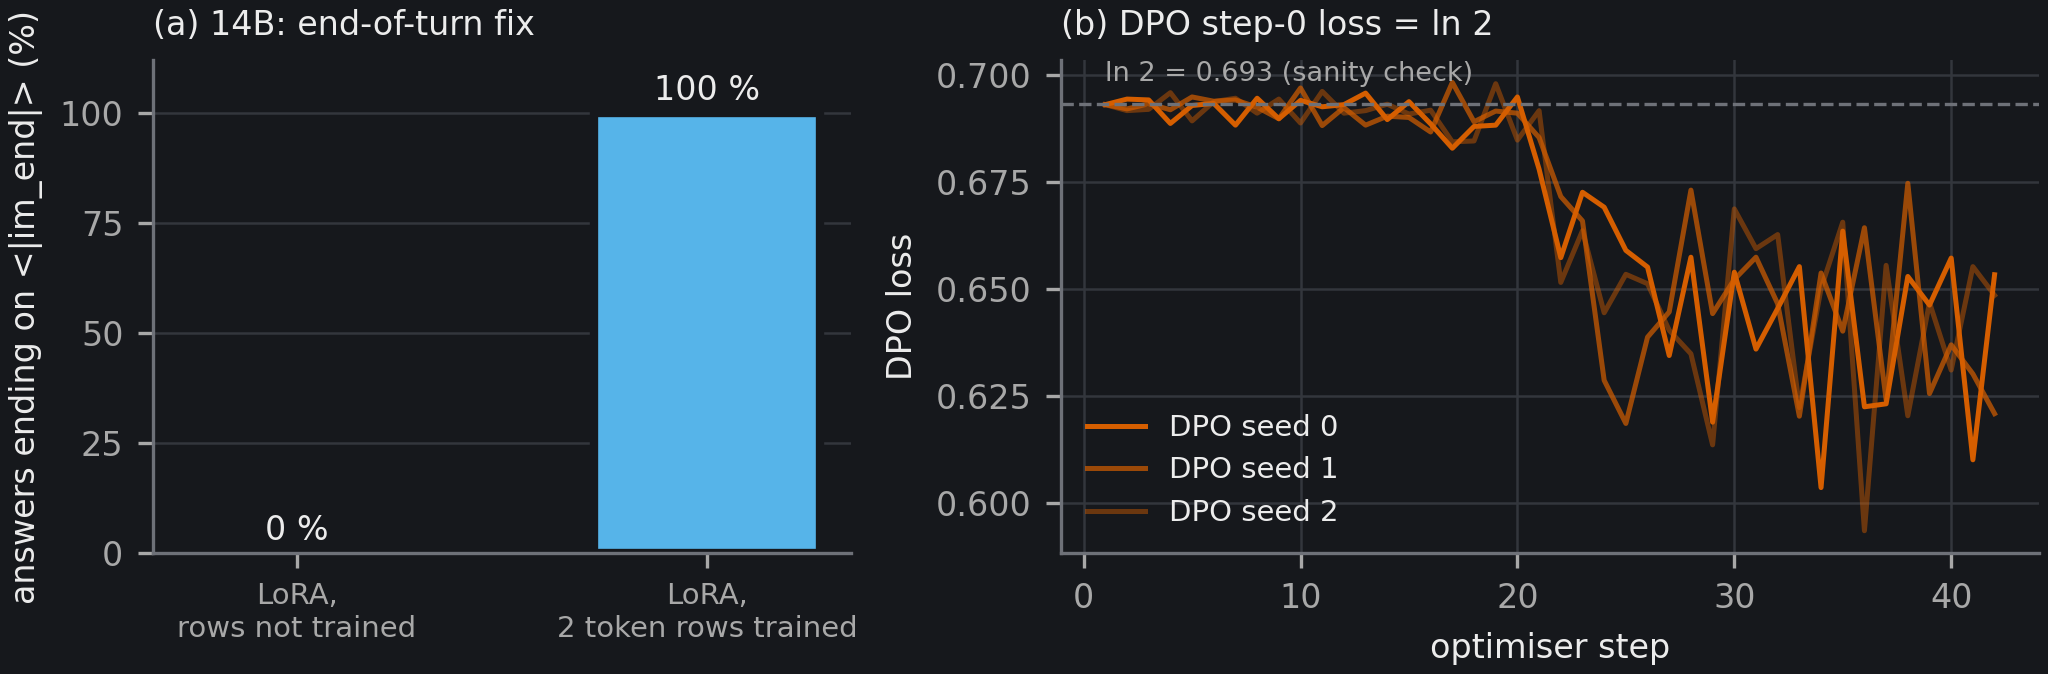 (a) 14B: end-of-turn fix
answers ending on <|im_end|> (%)
100
75
50
25
0
0 %
100 %
LoRA,
rows not trained
LoRA,
2 token rows trained
(b) DPO step-0 loss = ln 2
ln 2 = 0.693 (sanity check)
DPO loss
0.700
0.675
0.650
0.625
0.600
DPO seed 0
DPO seed 1
DPO seed 2
0
10
20
30
40
optimiser step